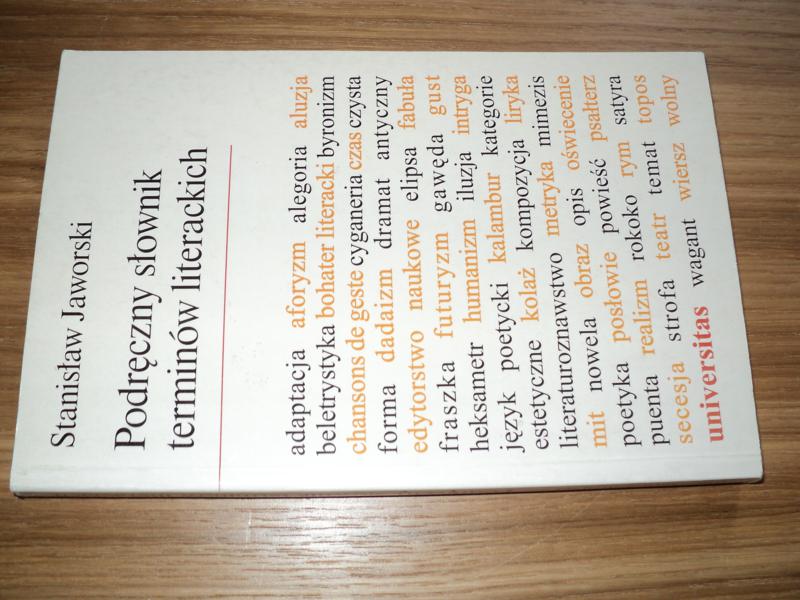 Stanisław Jaworski
Podręczny słownik
terminów literackich
adaptacja aforyzm alegoria aluzja
beletrystyka bohater literacki byronizm
chansons de geste cyganeria czas czysta
forma dadaizm dramat antyczny
edytorstwo naukowe elipsa fabuła
fraszka futuryzm gawęda gust
heksametr humanizm iluzja intryga
język poetycki kalambur kategorie
estetyczne kolaż kompozycja liryka
literaturoznawstwo metryka mimezis
mit nowela obraz opis oświecenie
poetyka posłowie powieść psałterz
puenta realizm rokoko rym satyra
secesja strofa teatr temat topos
universitas wagant wiersz wolny